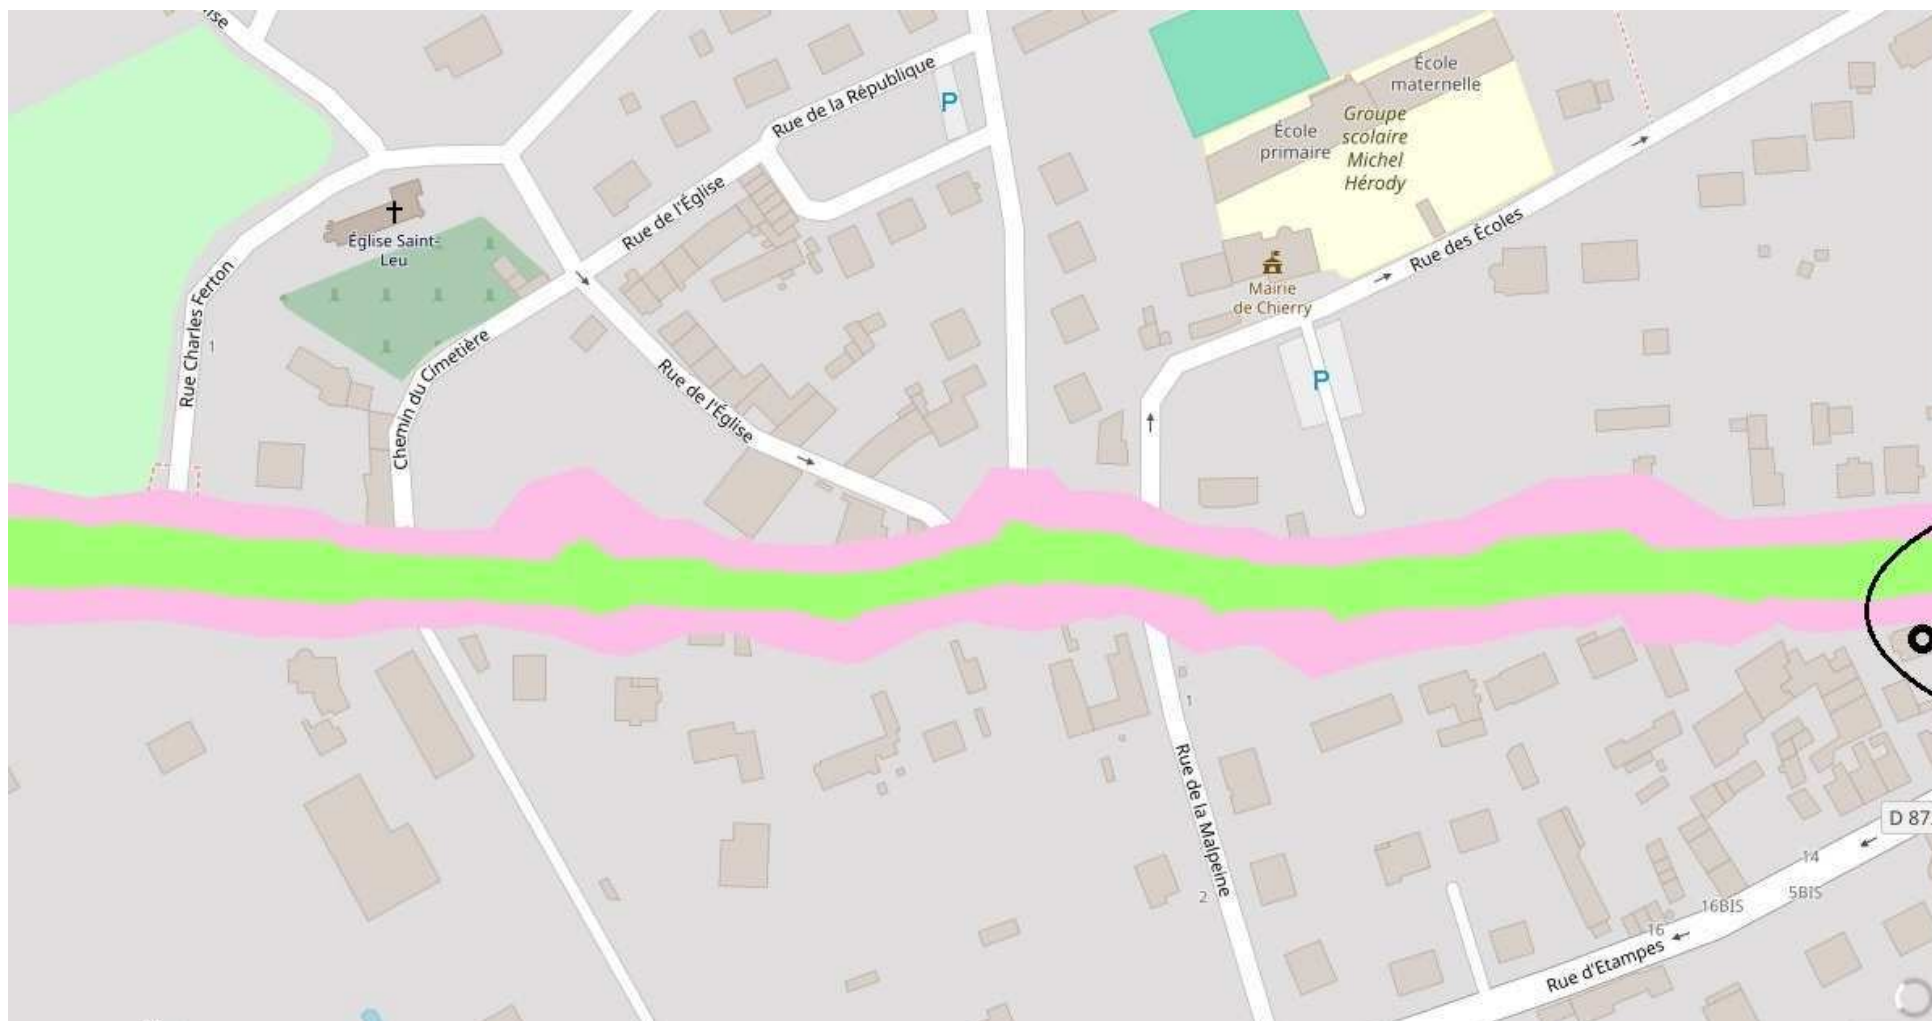 Rue de la République
P
École
maternelle
Groupe
scolaire
Michel
Hérody
École
primaire
Rue de l'Église
Église Saint-
Leu
Rue des Écoles
Mairie
de Chierry
Rue Charles Ferton
1
Chemin du Cimetière
Rue de l'Église
P
1
Rue de la Malpeine
D 87
14
5BIS
2
16BIS
16
Rue d'Etampes